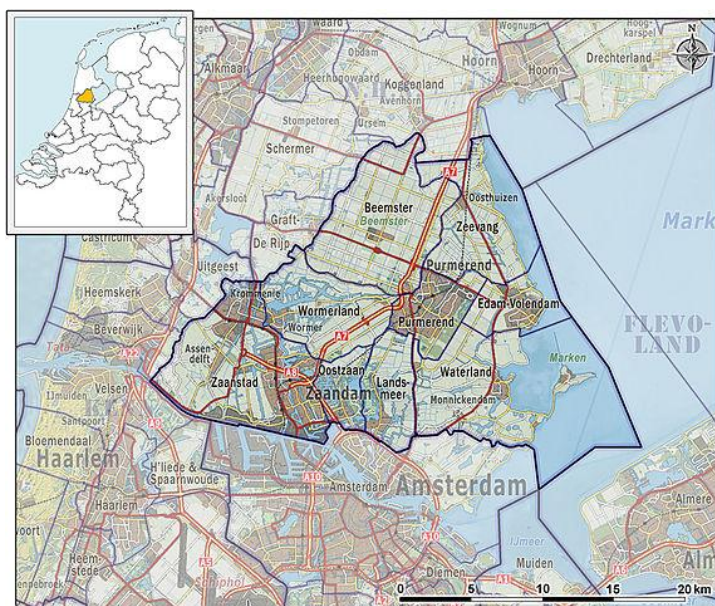 Wognum
Hoog-
karspel
Drechterland
Hoorn
Hoorn
Obdam
Heerhogowaard
Koggenland
Avenhorn
Alkmaar
Stompetoren
Ursem
Schermer
A7
Oosthuizen
Beemster
Beemster
Zeevang
Akersloot
Graft-
De Rijp
Mark
Castricum
Uitgeest
Purmerend
Heemskerk
Krommenie
Wormerland
Wormer
Edam-Volendam
Purmerend
FLEVO-
LAND
Beverwijk
Assen-
delft
A7
Tata
A22
Marken
Oostzaan
Waterland
Velsen
Zaanstad
A8
Lands-
meer
IJmuiden
Zaandam
Monnickendam
Santpoort
A9
Bloemendaal
Haarlem
H'liede &
Spaarnwoude
A10
Amsterdam
Amsterdam
Almere
Haarlem
A10
IJmeer
A5
Heem-
stede
Schiphol
Diemen
Muiden
A6
A2
A1
0 5 10 15 20 km